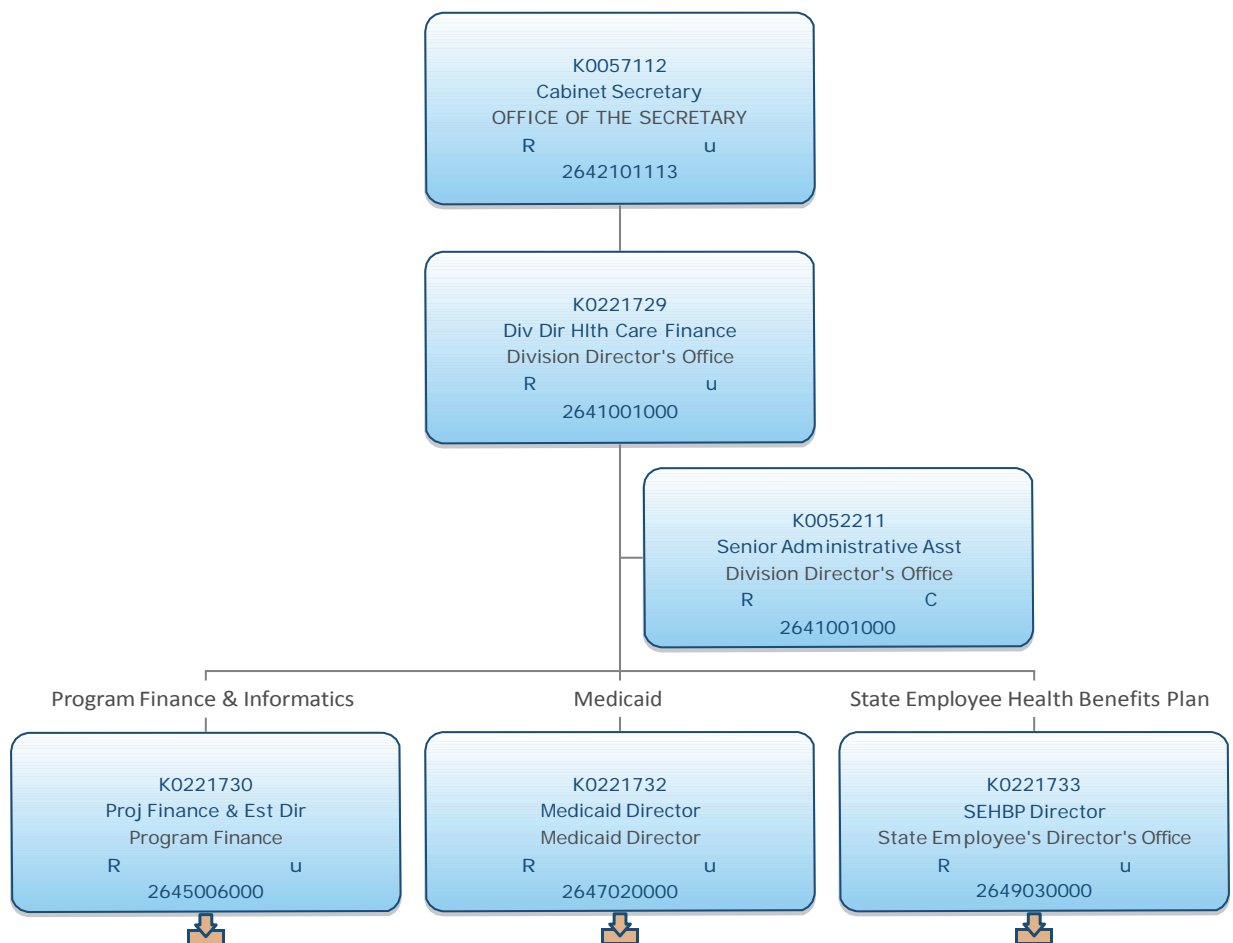 K0057112
Cabinet Secretary
OFFICE OF THE SECRETARY
R u
2642101113
K0221729
Div Dir Hlth Care Finance
Division Director's Office
R u
2641001000
K0052211
Senior Administrative Asst
Division Director's Office
R C
2641001000
Program Finance & Informatics
Medicaid
State Employee Health Benefits Plan
K0221730
Proj Finance & Est Dir
Program Finance
R u
2645006000
K0221732
Medicaid Director
Medicaid Director
R u
2647020000
K0221733
SEHBP Director
State Employee's Director's Office
R u
2649030000